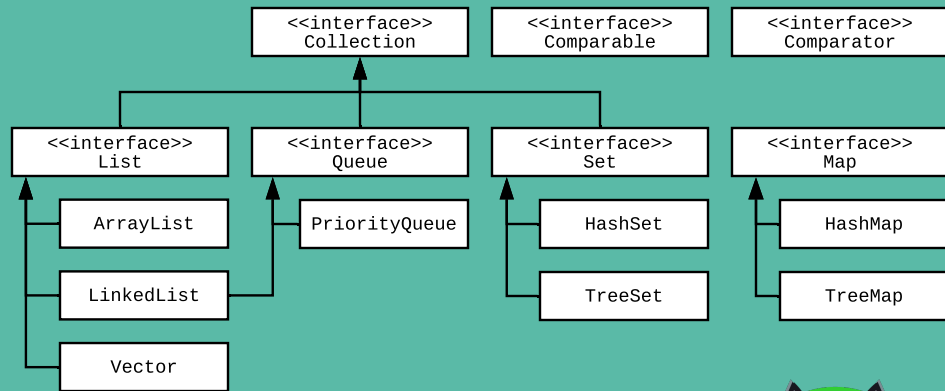 <<interface>>
Collection
<<interface>>
Comparable
<<interface>>
Comparator
<<interface>>
List
<<interface>>
Queue
<<interface>>
Set
<<interface>>
Map
ArrayList
PriorityQueue
HashSet
HashMap
LinkedList
TreeSet
TreeMap
Vector